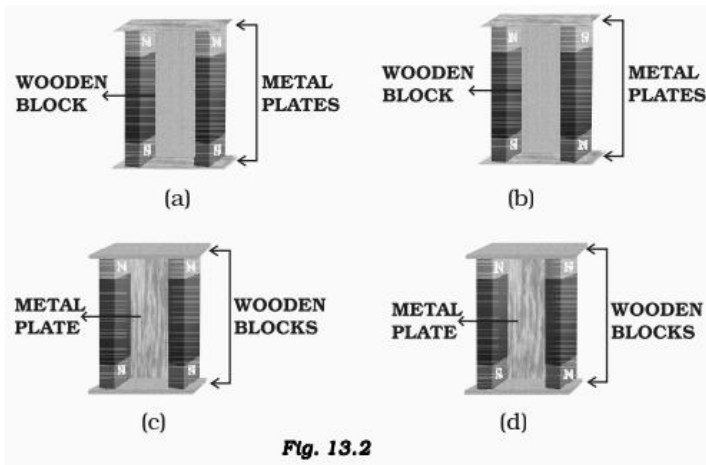 N N
WOODEN
BLOCK
METAL
PLATES
S S
(a)
N S
WOODEN
BLOCK
METAL
PLATES
S N
(b)
N N
METAL
PLATE
WOODEN
BLOCKS
(c)
N S
METAL
PLATE
WOODEN
BLOCKS
S N
(d)
Fig. 13.2